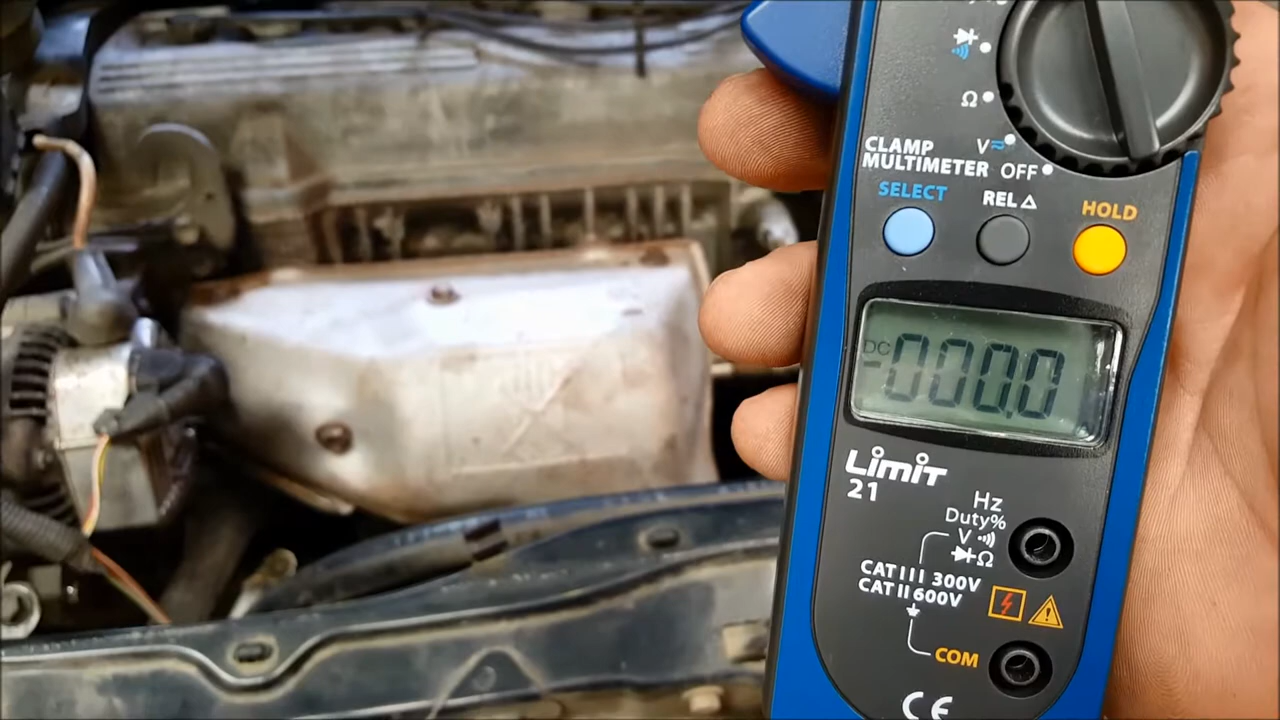 Ω
V
CLAMP
MULTIMETER
OFF
SELECT
REL △
HOLD
DC
-000.0
LiMiT
21
Hz
Duty%
V
Ω
CAT III 300V
CAT II 600V
COM
CE